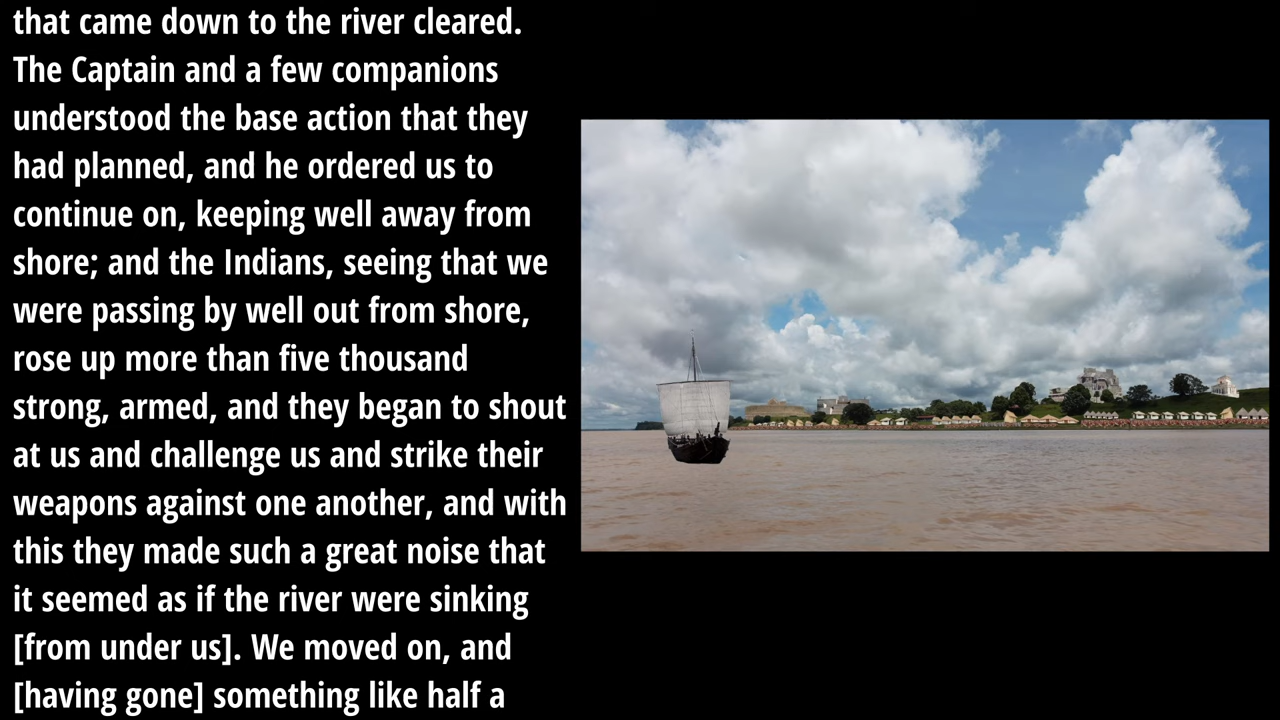 that came down to the river cleared.
The Captain and a few companions
understood the base action that they
had planned, and he ordered us to
continue on, keeping well away from
shore; and the Indians, seeing that we
were passing by well out from shore,
rose up more than five thousand
strong, armed, and they began to shout
at us and challenge us and strike their
weapons against one another, and with
this they made such a great noise that
it seemed as if the river were sinking
[from under us]. We moved on, and
[having gone] something like half a